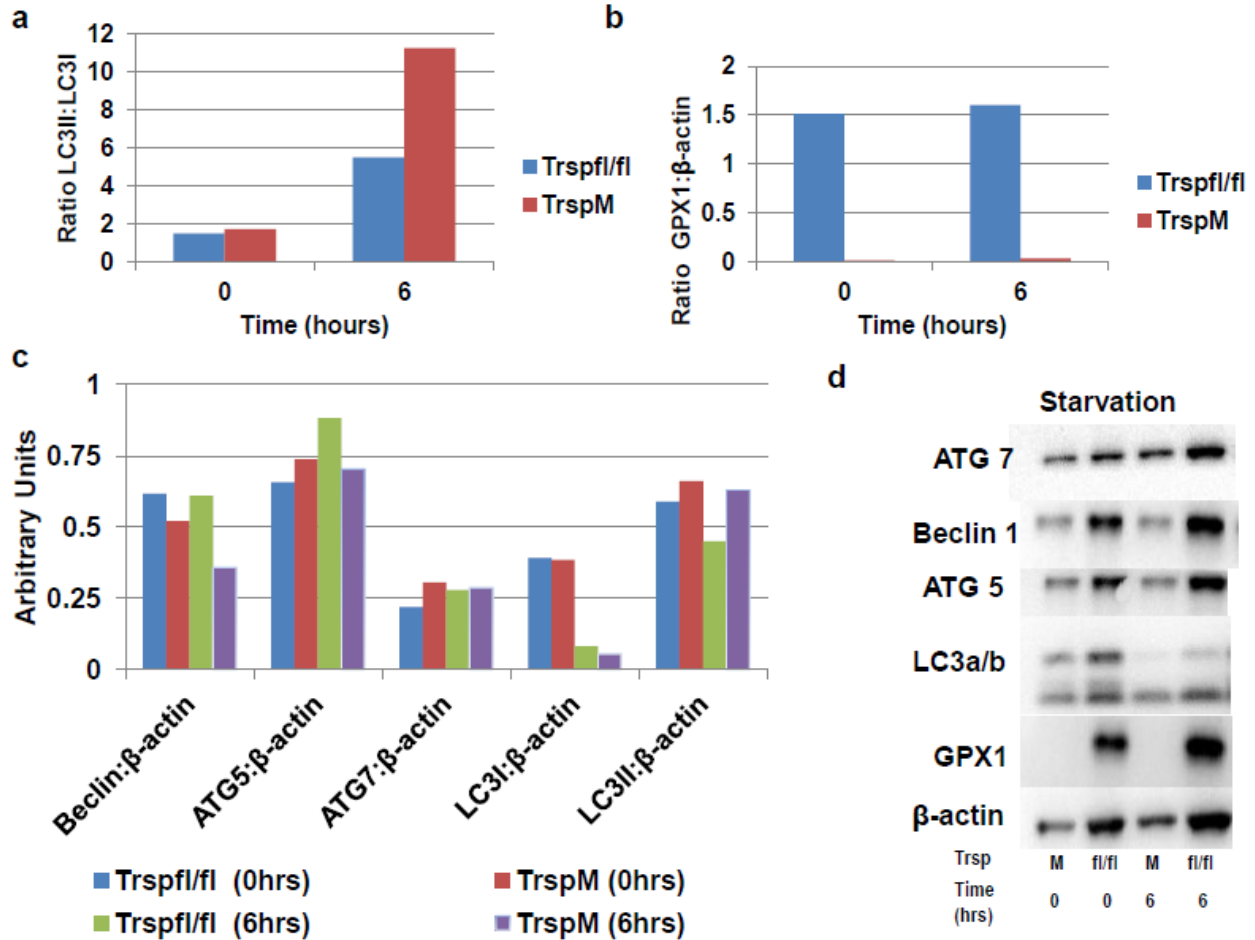 a
Ratio LC3II:LC3I
12
10
8
6
4
2
0
0
6
Time (hours)
Trspfl/fl
TrspM
b
Ratio GPX1:β-actin
2
1.5
1
0.5
0
0
6
Time (hours)
Trspfl/fl
TrspM
c
Arbitrary Units
1
0.75
0.5
0.25
0
Beclin:β-actin
ATG5:β-actin
ATG7:β-actin
LC3I:β-actin
LC3II:β-actin
Trspfl/fl (0hrs)
TrspM (0hrs)
Trspfl/fl (6hrs)
TrspM (6hrs)
d
Starvation
ATG 7
Beclin 1
ATG 5
LC3a/b
GPX1
β-actin
Trsp M fl/fl M fl/fl
Time (hrs) 0 0 6 6